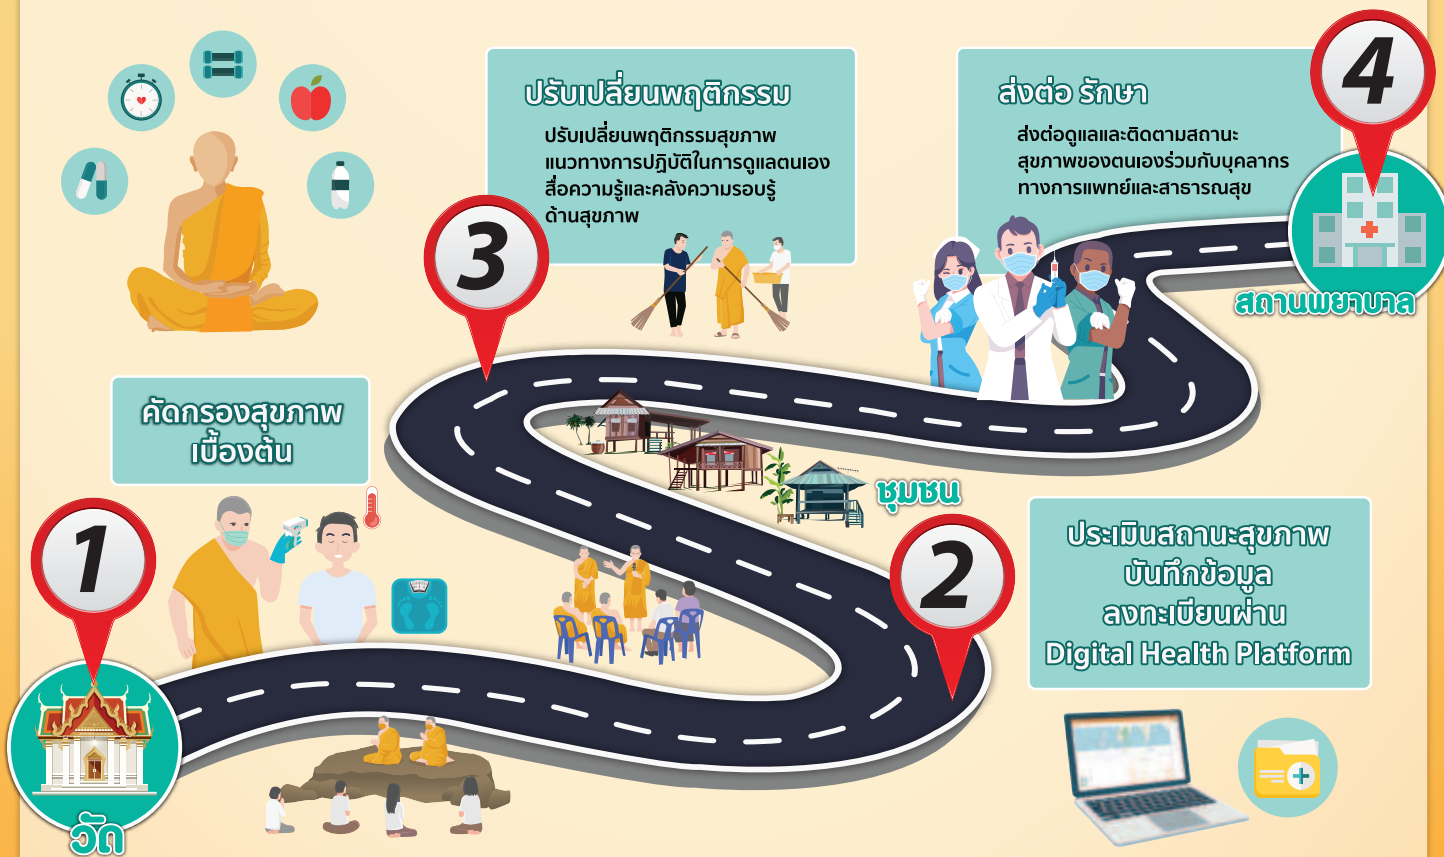 1
คัดกรองสุขภาพ
เบื้องต้น
วัด
2
ประเมินสถานะสุขภาพ
บันทึกข้อมูล
ลงทะเบียนผ่าน
Digital Health Platform
ชุมชน
3
ปรับเปลี่ยนพฤติกรรม
ปรับเปลี่ยนพฤติกรรมสุขภาพ
แนวทางการปฏิบัติในการดูแลตนเอง
สื่อความรู้และคลังความรอบรู้
ด้านสุขภาพ
4
ส่งต่อ รักษา
ส่งต่อดูแลและติดตามสถานะ
สุขภาพของตนเองร่วมกับบุคลากร
ทางการแพทย์และสาธารณสุข
สถานพยาบาล